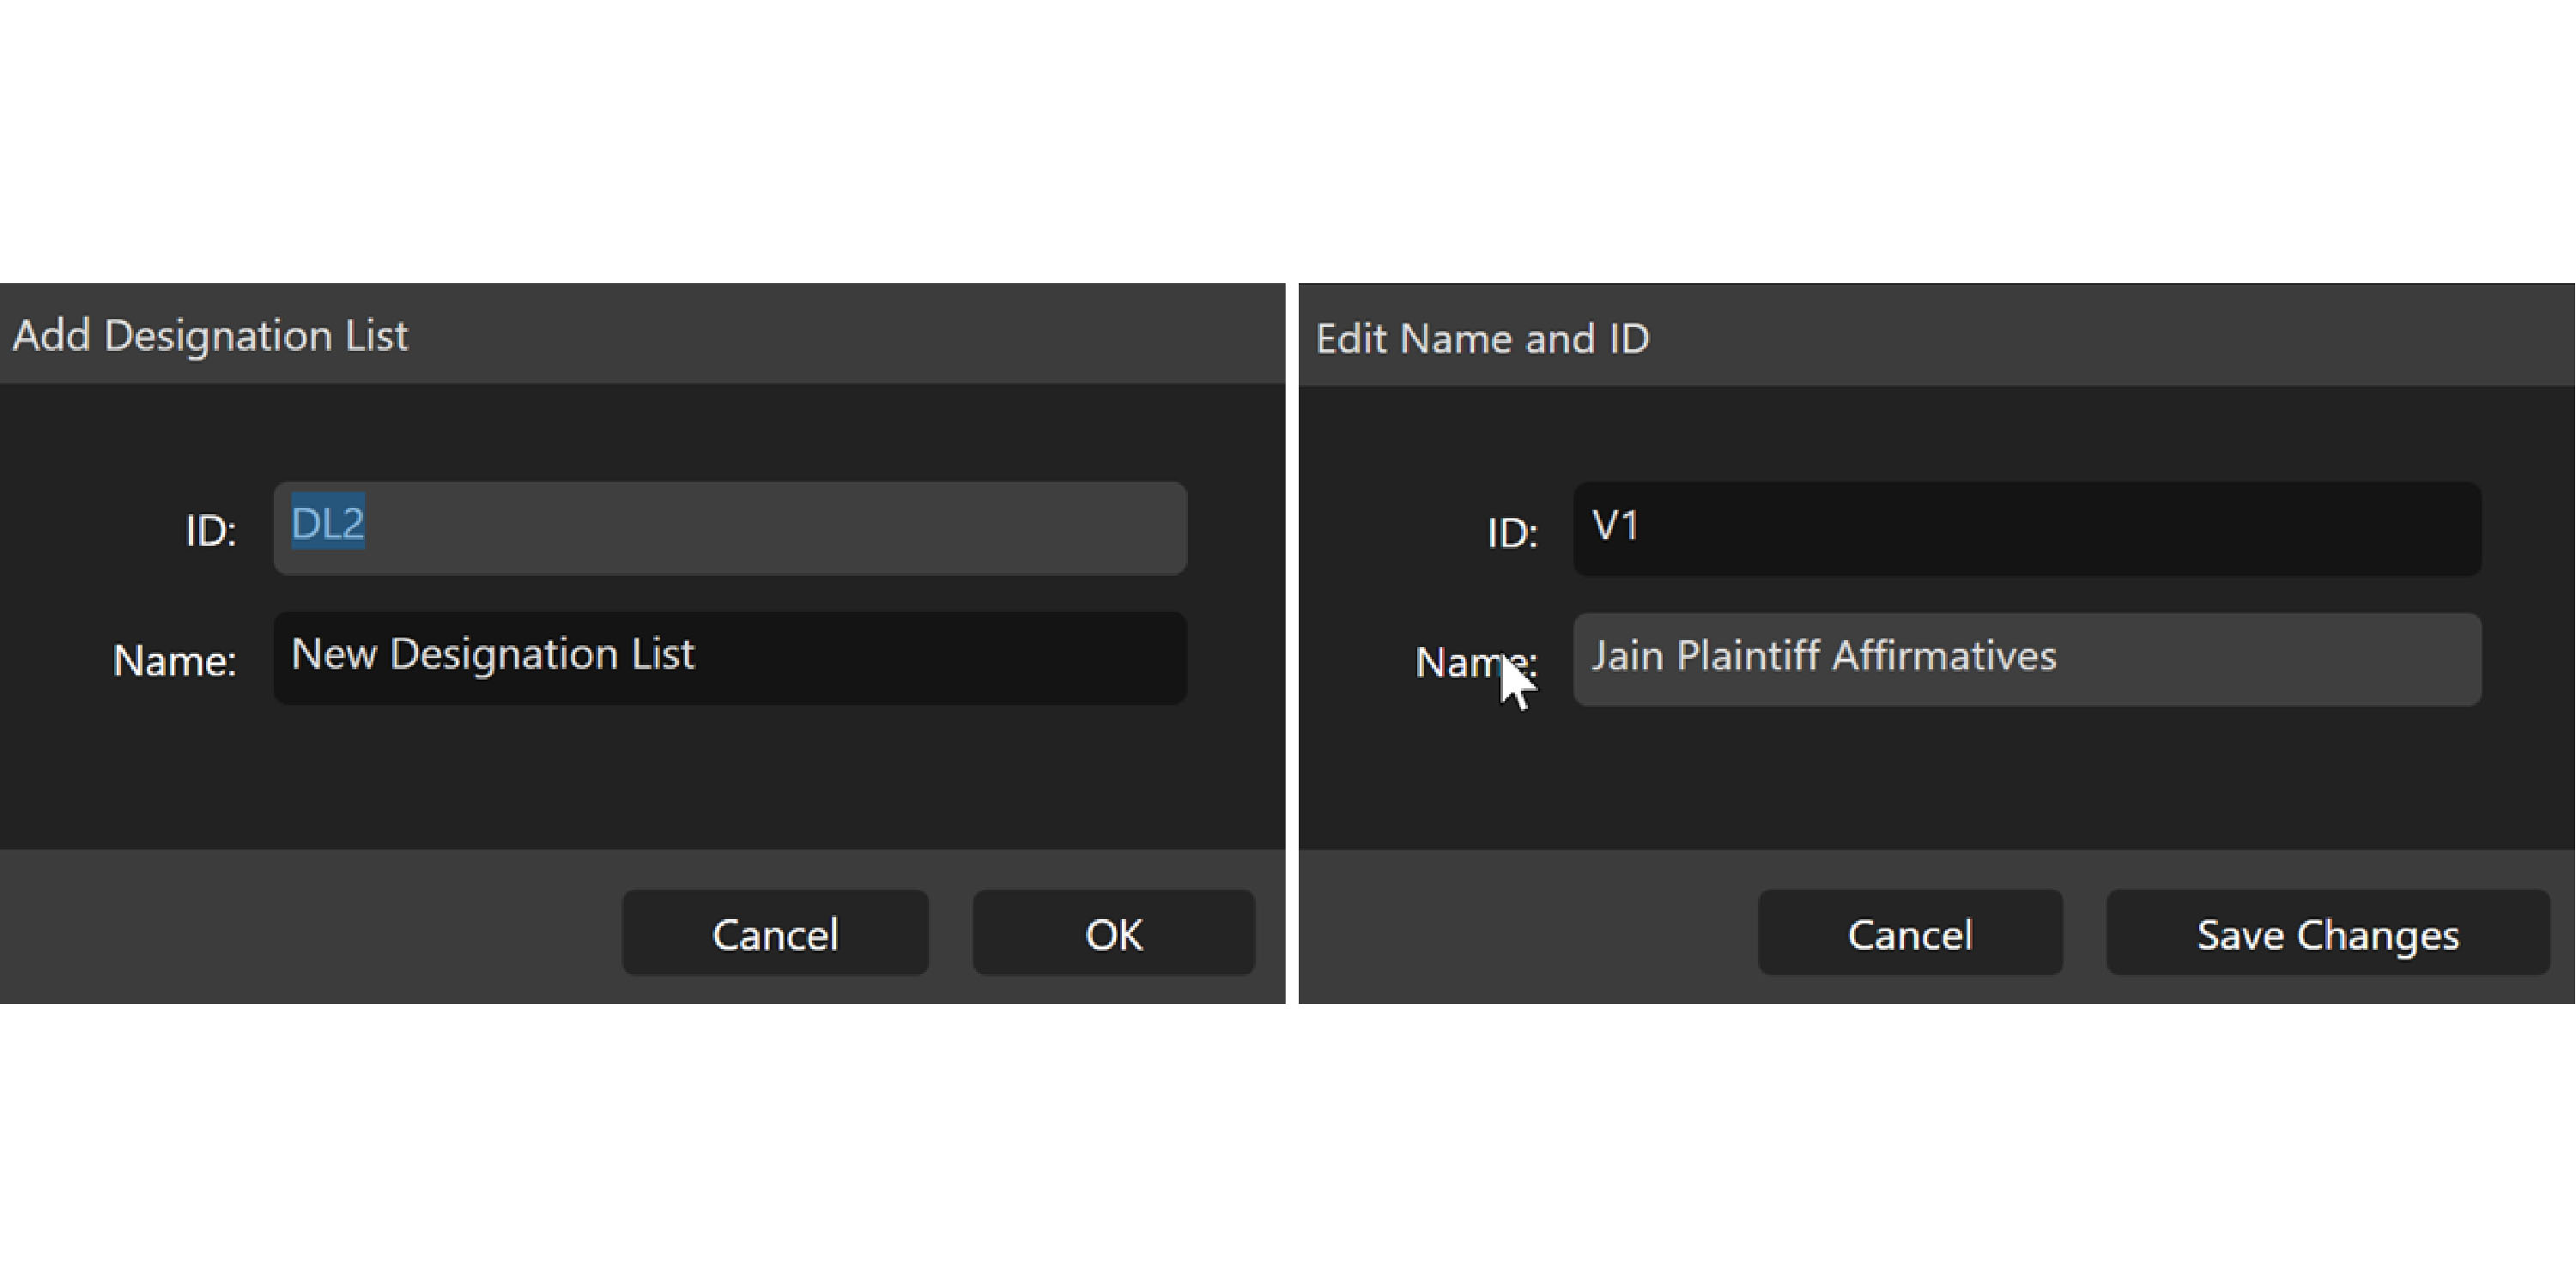 Add Designation List
ID: DL2
Name: New Designation List
Cancel OK
Edit Name and ID
ID: V1
Name: Jain Plaintiff Affirmatives
Cancel Save Changes